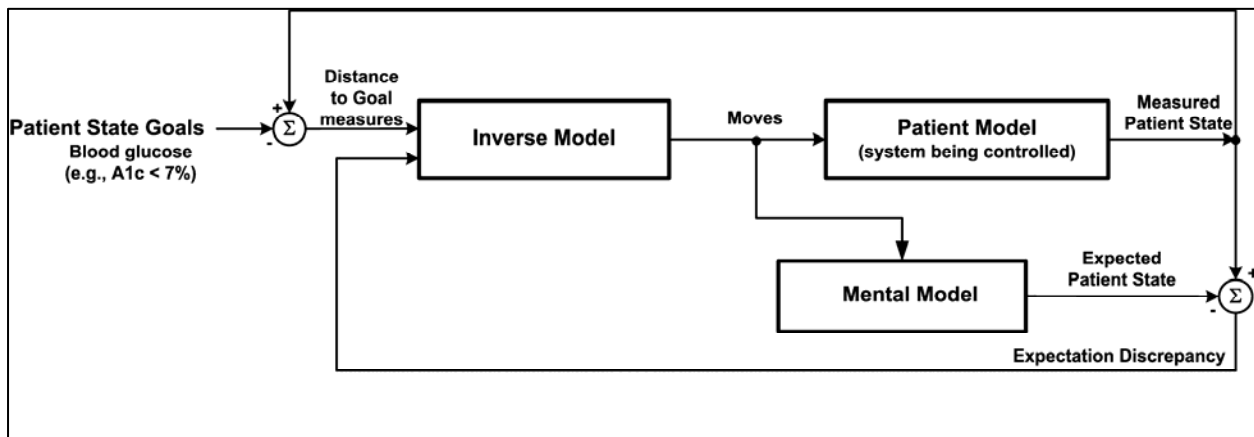 Patient State Goals
Blood glucose
(e.g., A1c < 7%)
+
-
Σ
Distance
to Goal
measures
Inverse Model
Moves
Patient Model
(system being controlled)
Measured
Patient State
Mental Model
Expected
Patient State
+
-
Σ
Expectation Discrepancy